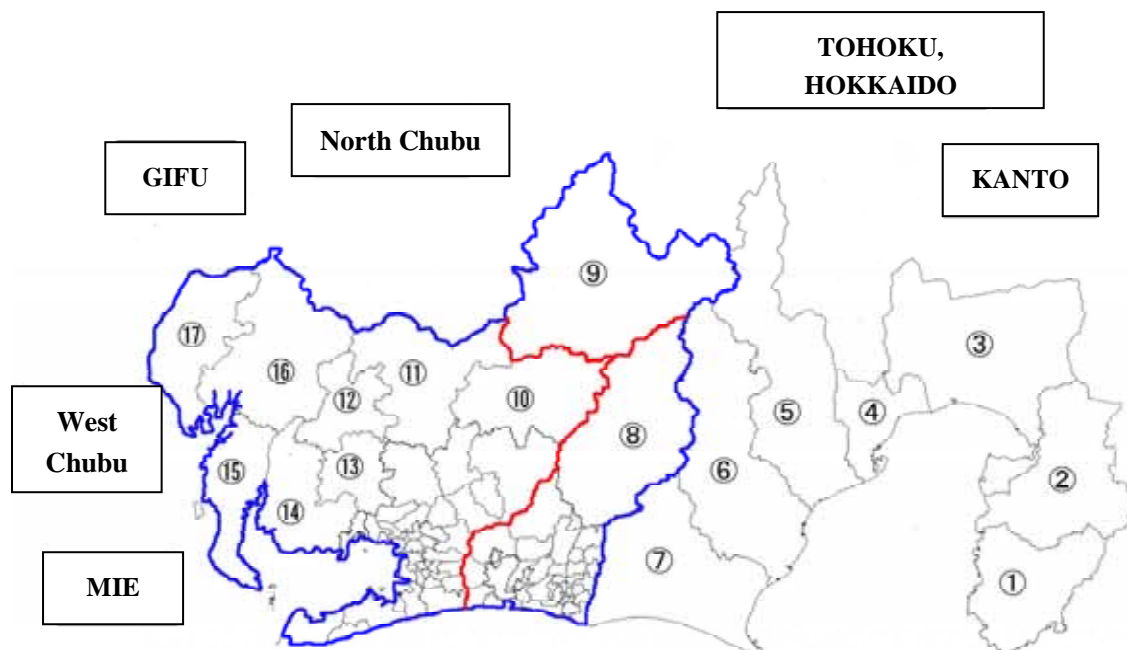 TOHOKU,
HOKKAIDO
North Chubu
GIFU
KANTO
⑨
⑰
③
⑯
⑪
⑫
⑩
⑤
④
West
Chubu
⑧
⑮
⑬
⑥
②
⑭
⑦
MIE
①